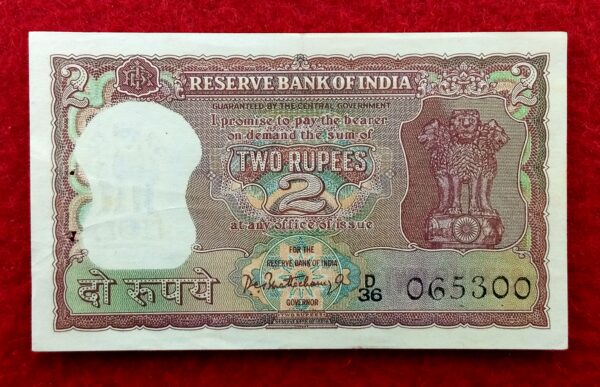 2 2
RESERVE BANK OF INDIA
GUARANTEED BY THE CENTRAL GOVERNMENT
I promise to pay the bearer
on demand the sum of
TWO RUPEES
2
at any office of issue
FOR THE
RESERVE BANK OF INDIA
GOVERNOR
दो रुपये
D/36 065300